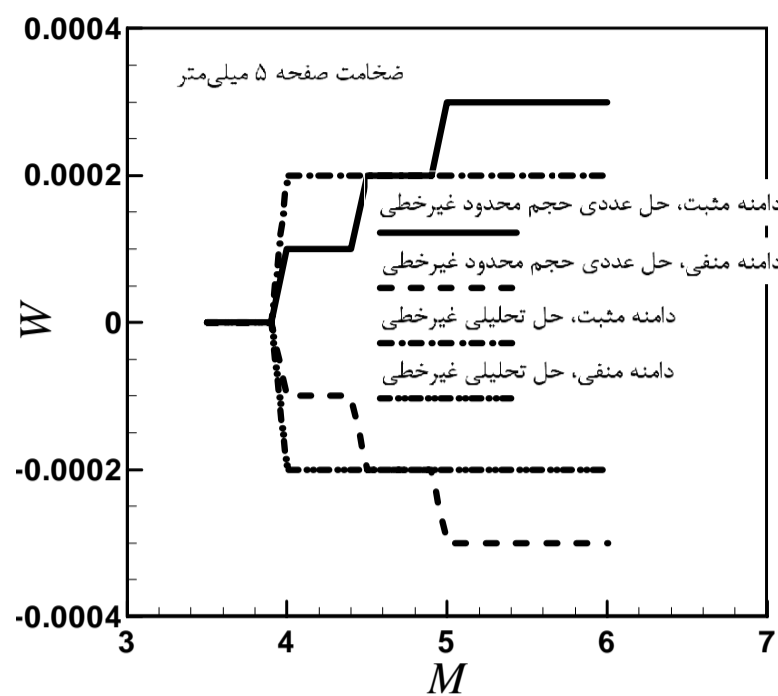 0.0004
ضخامت صفحه ۵ میلی‌متر
0.0002
دامنه مثبت، حل عددی حجم محدود غیرخطی
دامنه منفی، حل عددی حجم محدود غیرخطی
دامنه مثبت، حل تحلیلی غیرخطی
W
0
دامنه منفی، حل تحلیلی غیرخطی
-0.0002
-0.0004
3
4
5
6
7
M